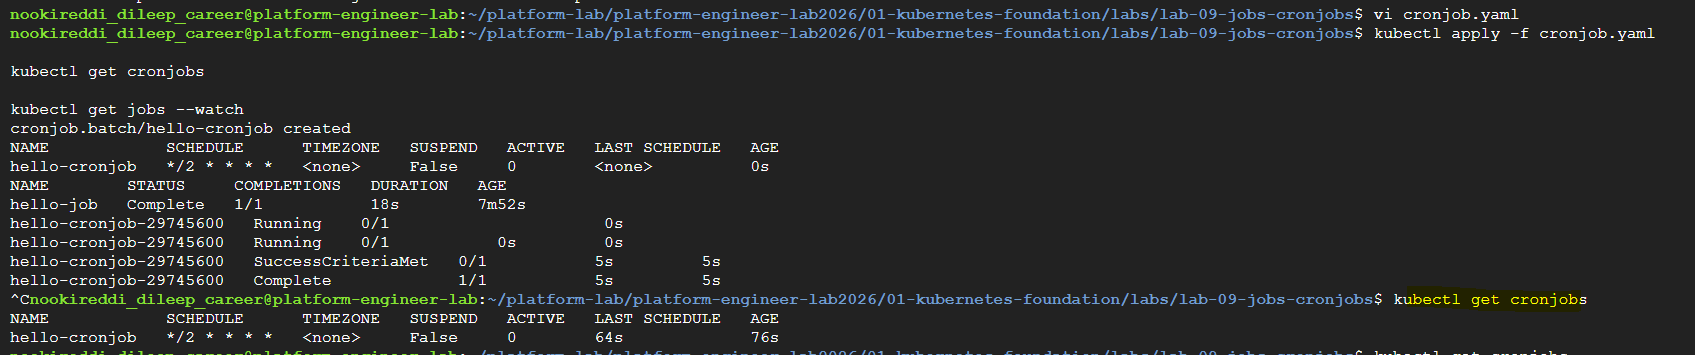 nookireddi_dileep_career@platform-engineer-lab:~/platform-lab/platform-engineer-lab2026/01-kubernetes-foundation/labs/lab-09-jobs-cronjobs$ vi cronjob.yaml
nookireddi_dileep_career@platform-engineer-lab:~/platform-lab/platform-engineer-lab2026/01-kubernetes-foundation/labs/lab-09-jobs-cronjobs$ kubectl apply -f cronjob.yaml
kubectl get cronjobs
kubectl get jobs --watch
cronjob.batch/hello-cronjob created
NAME            SCHEDULE      TIMEZONE   SUSPEND   ACTIVE   LAST SCHEDULE   AGE
hello-cronjob   */2 * * * *   <none>     False     0        <none>          0s
NAME        STATUS     COMPLETIONS   DURATION   AGE
hello-job   Complete   1/1           18s        7m52s
hello-cronjob-29745600   Running    0/1                      0s
hello-cronjob-29745600   Running    0/1           0s         0s
hello-cronjob-29745600   SuccessCriteriaMet   0/1           5s         5s
hello-cronjob-29745600   Complete             1/1           5s         5s
^Cnookireddi_dileep_career@platform-engineer-lab:~/platform-lab/platform-engineer-lab2026/01-kubernetes-foundation/labs/lab-09-jobs-cronjobs$ kubectl get cronjobs
NAME            SCHEDULE      TIMEZONE   SUSPEND   ACTIVE   LAST SCHEDULE   AGE
hello-cronjob   */2 * * * *   <none>     False     0        64s             76s